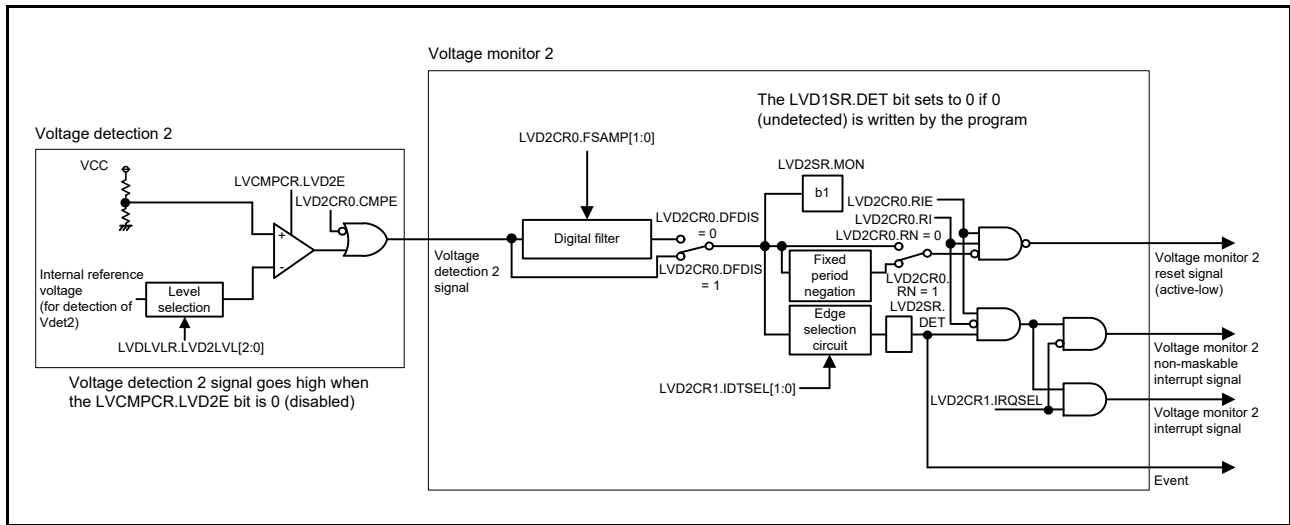 Voltage monitor 2
The LVD1SR.DET bit sets to 0 if 0
(undetected) is written by the program
Voltage detection 2
VCC
LVCMPCR.LVD2E
LVD2CR0.CMPE
+
-
Internal reference
voltage
(for detection of
Vdet2)
Level
selection
LVDLVLR.LVD2LVL[2:0]
Voltage detection 2 signal goes high when
the LVCMPCR.LVD2E bit is 0 (disabled)
LVD2CR0.FSAMP[1:0]
Digital filter
Voltage
detection 2
signal
LVD2CR0.DFDIS
= 0
LVD2CR0.DFDIS
= 1
LVD2SR.MON
b1
LVD2CR0.RIE
LVD2CR0.RI
LVD2CR0.RN = 0
Fixed
period
negation
LVD2CR0.
RN = 1
LVD2SR.
DET
Edge
selection
circuit
LVD2CR1.IDTSEL[1:0]
LVD2CR1.IRQSEL
Voltage monitor 2
reset signal
(active-low)
Voltage monitor 2
non-maskable
interrupt signal
Voltage monitor 2
interrupt signal
Event